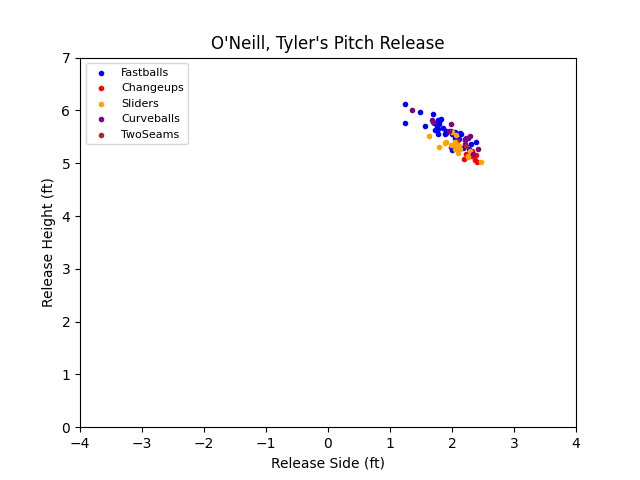 O'Neill, Tyler's Pitch Release
Fastballs
Changeups
Sliders
Curveballs
TwoSeams
Release Height (ft)
7
6
5
4
3
2
1
0
−4
−3
−2
−1
0
1
2
3
4
Release Side (ft)